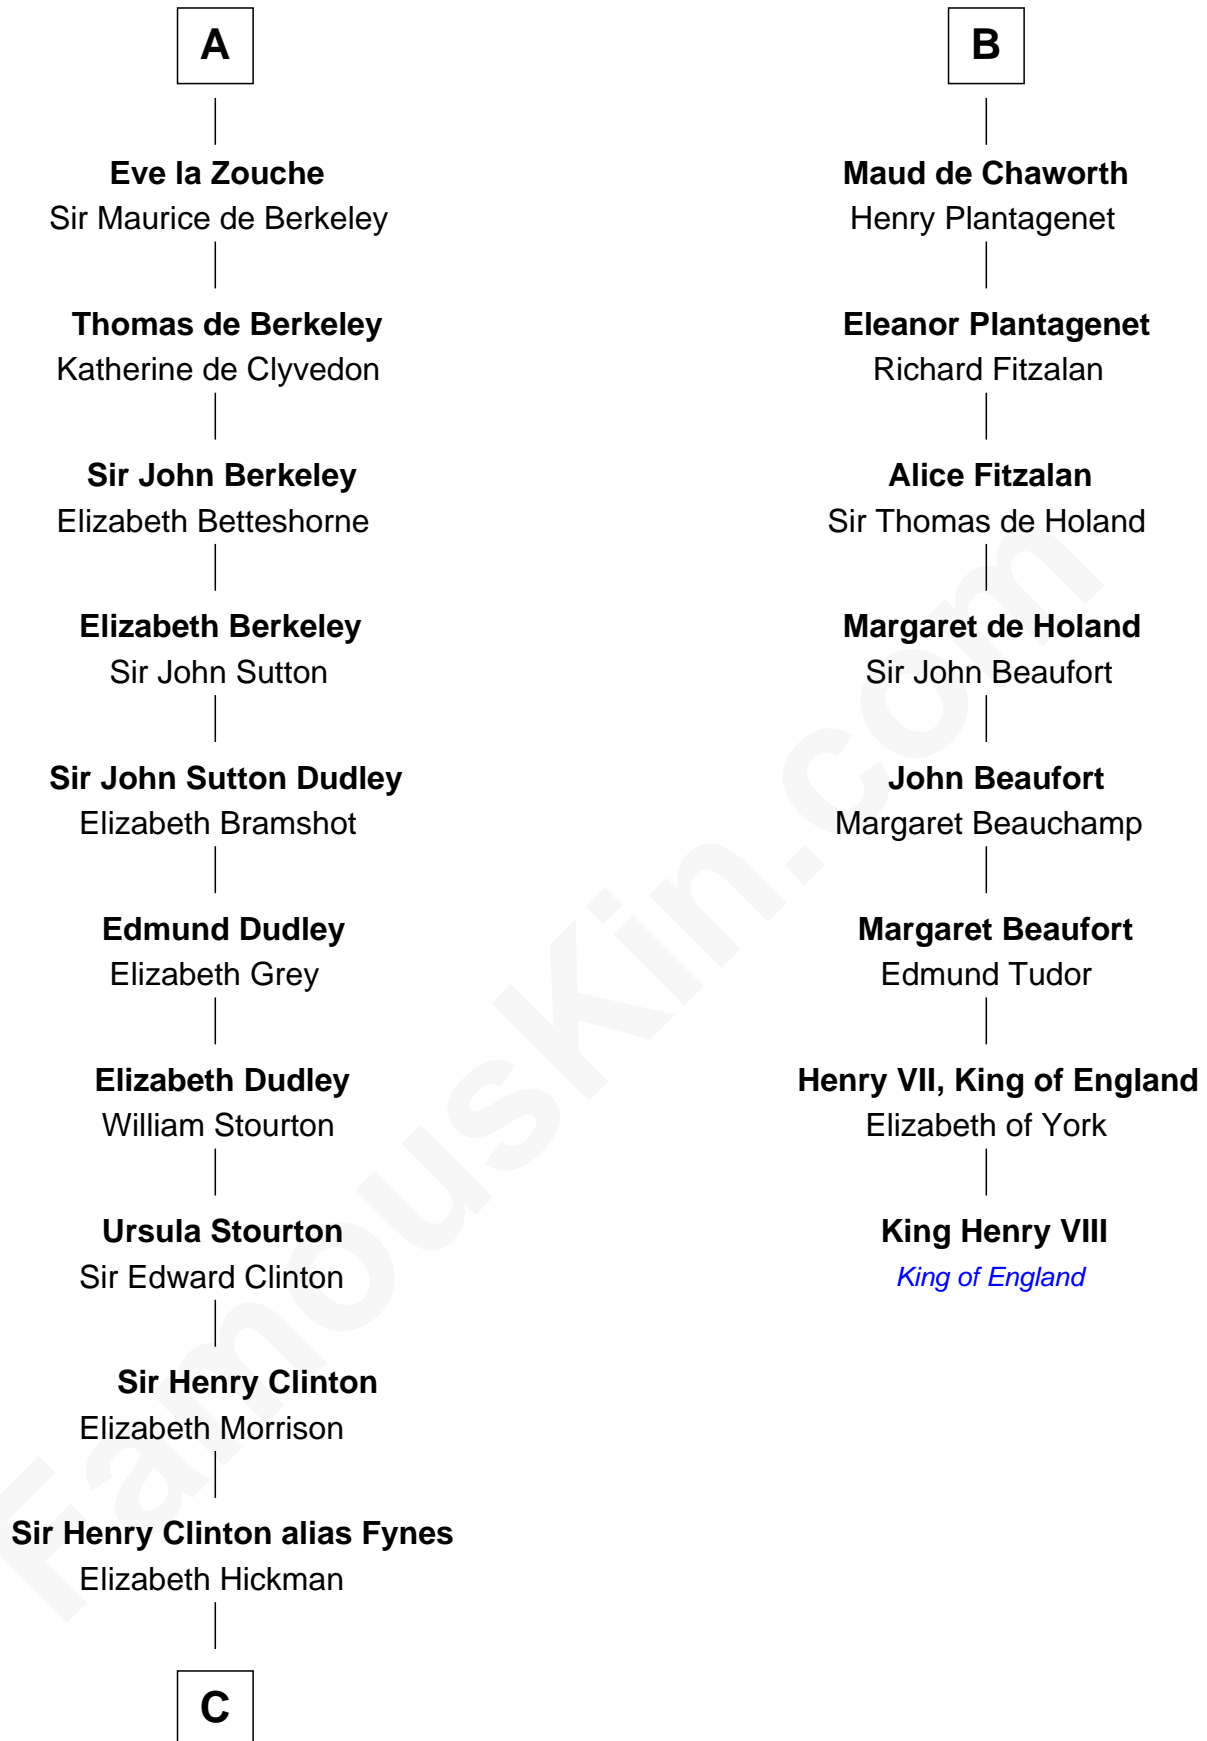 A
Eve la Zouche
Sir Maurice de Berkeley
Thomas de Berkeley
Katherine de Clyvedon
Sir John Berkeley
Elizabeth Betteshorne
Elizabeth Berkeley
Sir John Sutton
Sir John Sutton Dudley
Elizabeth Bramshot
Edmund Dudley
Elizabeth Grey
Elizabeth Dudley
William Stourton
Ursula Stourton
Sir Edward Clinton
Sir Henry Clinton
Elizabeth Morrison
Sir Henry Clinton alias Fynes
Elizabeth Hickman
C
B
Maud de Chaworth
Henry Plantagenet
Eleanor Plantagenet
Richard Fitzalan
Alice Fitzalan
Sir Thomas de Holand
Margaret de Holand
Sir John Beaufort
John Beaufort
Margaret Beauchamp
Margaret Beaufort
Edmund Tudor
Henry VII, King of England
Elizabeth of York
King Henry VIII
King of England
FamousKin.com